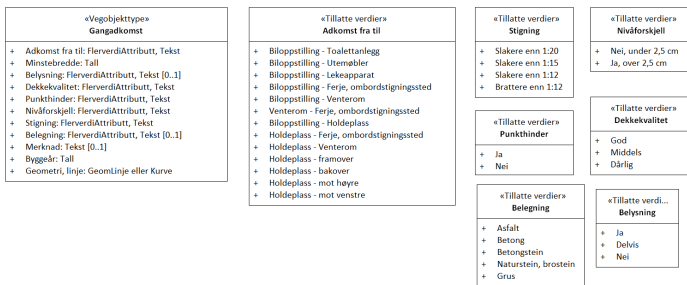 «Vegobjekttype»
Gangadkomst
+ Adkomst fra til: FlerverdiAttributt, Tekst
+ Minstebredde: Tall
+ Belysning: FlerverdiAttributt, Tekst [0..1]
+ Dekkekvalitet: FlerverdiAttributt, Tekst
+ Punkthinder: FlerverdiAttributt, Tekst
+ Nivåforskjell: FlerverdiAttributt, Tekst
+ Stigning: FlerverdiAttributt, Tekst
+ Belegning: FlerverdiAttributt, Tekst [0..1]
+ Merknad: Tekst [0..1]
+ Byggeår: Tall
+ Geometri, linje: GeomLinje eller Kurve
«Tillatte verdier»
Adkomst fra til
+ Biloppstilling - Toalettanlegg
+ Biloppstilling - Utemøbler
+ Biloppstilling - Lekeapparat
+ Biloppstilling - Ferje, ombordstigningssted
+ Biloppstilling - Venterom
+ Venterom - Ferje, ombordstigningssted
+ Biloppstilling - Holdeplass
+ Holdeplass - Ferje, ombordstigningssted
+ Holdeplass - Venterom
+ Holdeplass - framover
+ Holdeplass - bakover
+ Holdeplass - mot høyre
+ Holdeplass - mot venstre
«Tillatte verdier»
Stigning
+ Slakere enn 1:20
+ Slakere enn 1:15
+ Slakere enn 1:12
+ Brattere enn 1:12
«Tillatte verdier»
Nivåforskjell
+ Nei, under 2,5 cm
+ Ja, over 2,5 cm
«Tillatte verdier»
Punkthinder
+ Ja
+ Nei
«Tillatte verdier»
Dekkekvalitet
+ God
+ Middels
+ Dårlig
«Tillatte verdier»
Belegning
+ Asfalt
+ Betong
+ Betongstein
+ Naturstein, brostein
+ Grus
«Tillatte verdi...
Belysning
+ Ja
+ Delvis
+ Nei